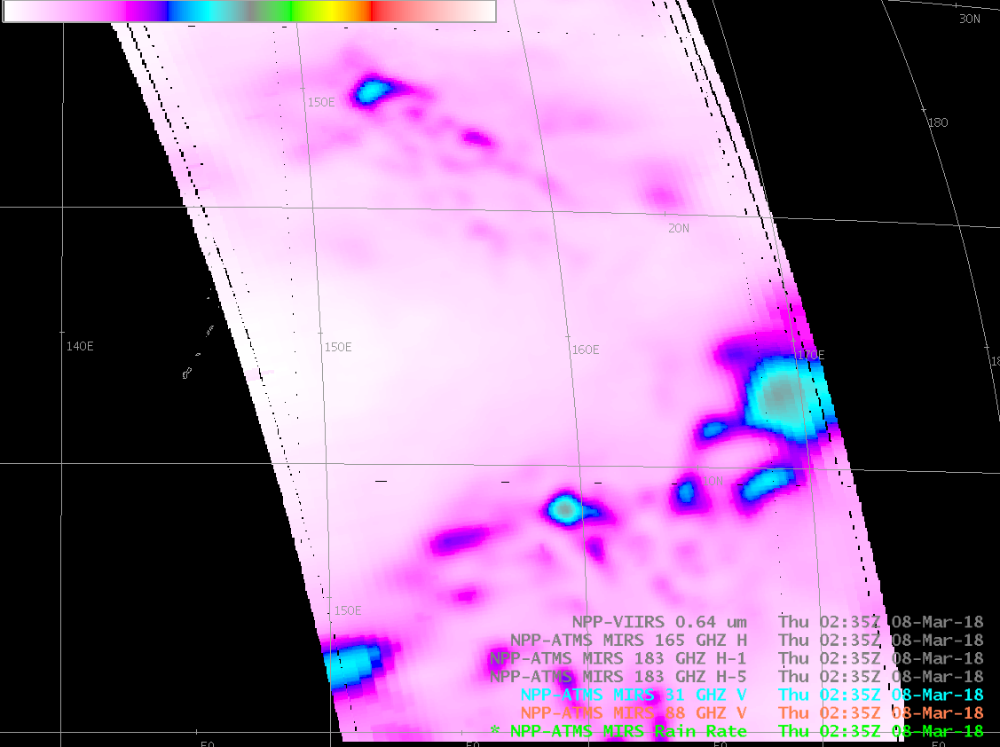 30N
150E
180
20N
140E
150E
160E
170E
150E
NPP-VIIRS 0.64 um Thu 02:35Z 08-Mar-18
NPP-ATMS MIRS 165 GHZ H Thu 02:35Z 08-Mar-18
NPP-ATMS MIRS 183 GHZ H-1 Thu 02:35Z 08-Mar-18
NPP-ATMS MIRS 183 GHZ H-5 Thu 02:35Z 08-Mar-18
NPP-ATMS MIRS 31 GHZ V Thu 02:35Z 08-Mar-18
NPP-ATMS MIRS 88 GHZ V Thu 02:35Z 08-Mar-18
* NPP-ATMS MIRS Rain Rate Thu 02:35Z 08-Mar-18